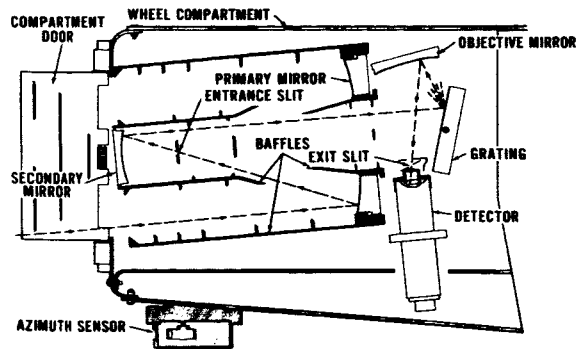 COMPARTMENT
DOOR
WHEEL COMPARTMENT
OBJECTIVE MIRROR
PRIMARY MIRROR
ENTRANCE SLIT
BAFFLES
EXIT SLIT
GRATING
SECONDARY
MIRROR
DETECTOR
AZIMUTH SENSOR